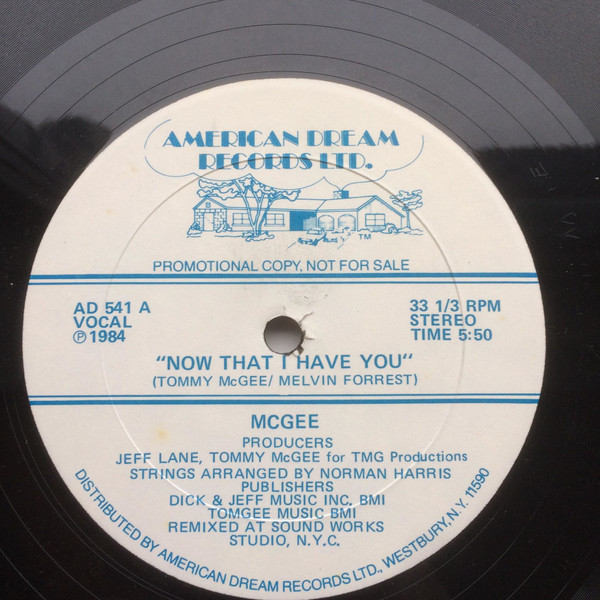 AMERICAN DREAM
RECORDS LTD.
TM
PROMOTIONAL COPY, NOT FOR SALE
AD 541 A
VOCAL
℗ 1984
33 1/3 RPM
STEREO
TIME 5:50
"NOW THAT I HAVE YOU"
(TOMMY McGEE/ MELVIN FORREST)
MCGEE
PRODUCERS
JEFF LANE, TOMMY McGEE for TMG Productions
STRINGS ARRANGED BY NORMAN HARRIS
PUBLISHERS
DICK & JEFF MUSIC INC. BMI
TOMGEE MUSIC BMI
REMIXED AT SOUND WORKS
STUDIO, N.Y.C.
DISTRIBUTED BY AMERICAN DREAM RECORDS LTD., WESTBURY, N.Y. 11590